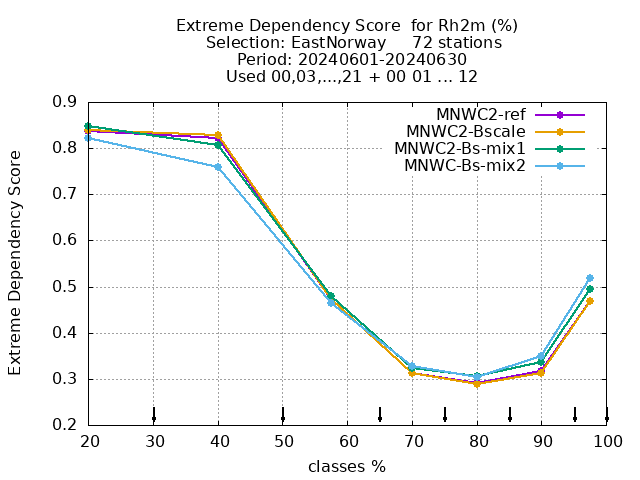 Extreme Dependency Score  for Rh2m (%)
Selection: EastNorway     72 stations
Period: 20240601-20240630
Used 00,03,...,21 + 00 01 ... 12
MNWC2-ref
MNWC2-Bscale
MNWC2-Bs-mix1
MNWC-Bs-mix2
Extreme Dependency Score
0.9
0.8
0.7
0.6
0.5
0.4
0.3
0.2
20 30 40 50 60 70 80 90 100
classes %